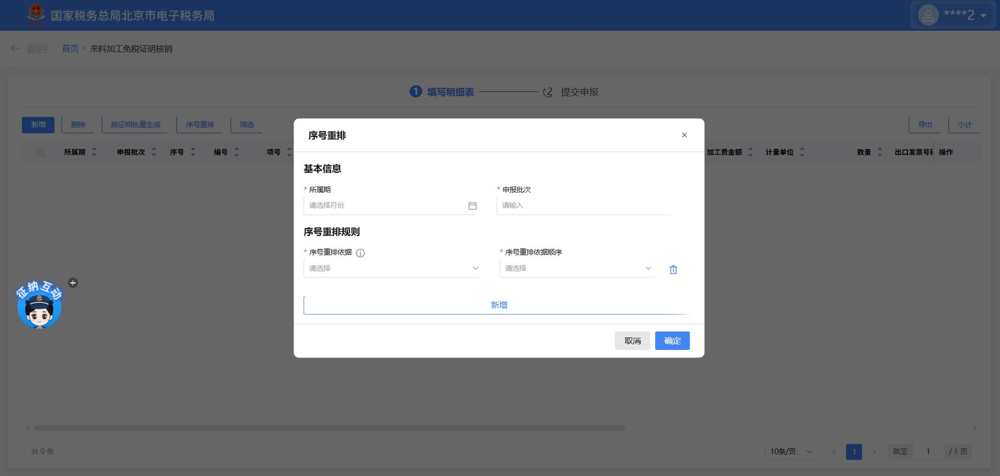 国家税务总局北京市电子税务局
****2
返回 首页 › 来料加工免税证明核销
1 填写明细表 2 提交申报
新增 删除 按证明批量生成 序号重排 筛选 导出 小计
所属期 申报批次 序号 编号 项号 加工费金额 计量单位 数量 出口发票号码 操作
序号重排
基本信息
* 所属期 * 申报批次
请选择月份 请输入
序号重排规则
* 序号重排依据 * 序号重排依据顺序
请选择 请选择
新增
取消 确定
征纳互动
共 0 条 10条/页 1 跳至 1 / 1 页